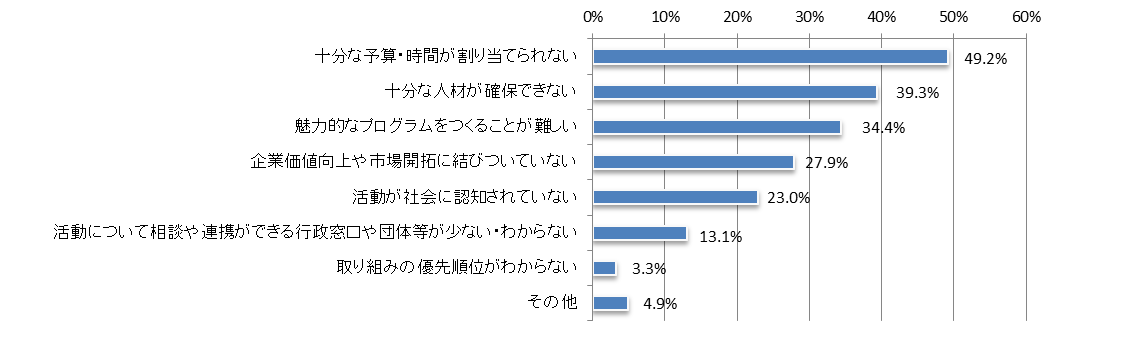 0% 10% 20% 30% 40% 50% 60%
十分な予算・時間が割り当てられない 49.2%
十分な人材が確保できない 39.3%
魅力的なプログラムをつくることが難しい 34.4%
企業価値向上や市場開拓に結びついていない 27.9%
活動が社会に認知されていない 23.0%
活動について相談や連携ができる行政窓口や団体等が少ない・わからない 13.1%
取り組みの優先順位がわからない 3.3%
その他 4.9%